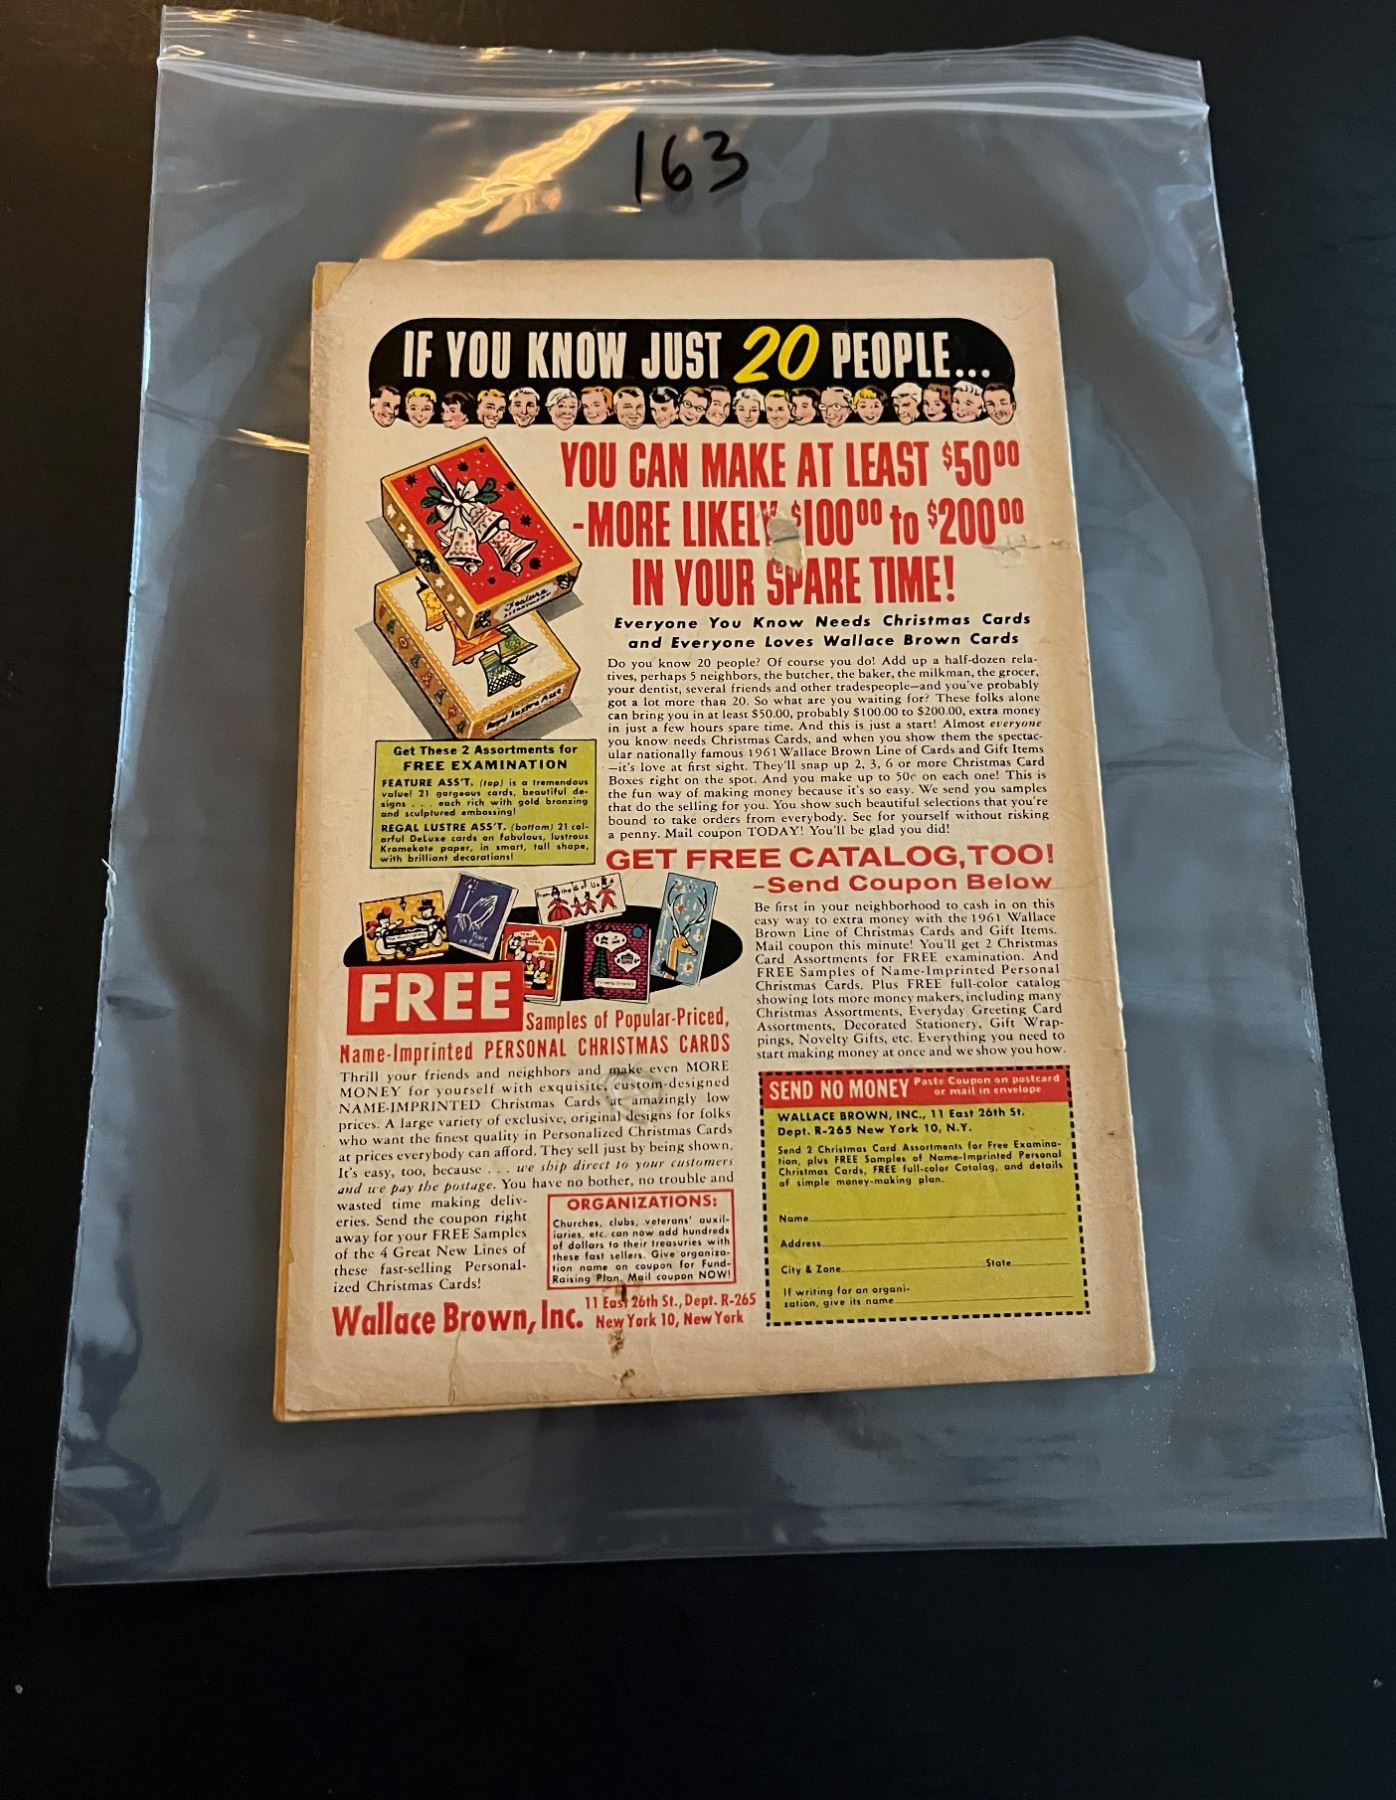 163
IF YOU KNOW JUST 20 PEOPLE...
YOU CAN MAKE AT LEAST $50.00
-MORE LIKELY $100.00 to $200.00
IN YOUR SPARE TIME!
Everyone You Know Needs Christmas Cards
and Everyone Loves Wallace Brown Cards
Do you know 20 people? Of course you do! Add up a half-dozen rela-
tives, perhaps 5 neighbors, the butcher, the baker, the milkman, the grocer,
your dentist, several friends and other tradespeople—and you've probably
got a lot more than 20. So what are you waiting for? These folks alone
can bring you in at least $50.00, probably $100.00 to $200.00, extra money
in just a few hours spare time. And this is just a start! Almost everyone
you know needs Christmas Cards, and when you show them the spectac-
ular nationally famous 1961 Wallace Brown Line of Cards and Gift Items
—it's love at first sight. They'll snap up 2, 3, 6 or more Christmas Card
Boxes right on the spot. And you make up to 50¢ on each one! This is
the fun way of making money because it's so easy. We send you samples
that do the selling for you. You show such beautiful selections that you're
bound to take orders from everybody. See for yourself without risking
a penny. Mail coupon TODAY! You'll be glad you did!
Feature
ASSORTMENT
Regal Lustre Asst
Get These 2 Assortments for
FREE EXAMINATION
FEATURE ASS'T. (top) is a tremendous
value! 21 gorgeous cards, beautiful de-
signs . . . each rich with gold bronzing
and sculptured embossing!
REGAL LUSTRE ASS'T. (bottom) 21 col-
orful DeLuxe cards on fabulous, lustrous
Kromekote paper, in smart, tall shape,
with brilliant decorations!
GET FREE CATALOG, TOO!
-Send Coupon Below
Be first in your neighborhood to cash in on this
easy way to extra money with the 1961 Wallace
Brown Line of Christmas Cards and Gift Items.
Mail coupon this minute! You'll get 2 Christmas
Card Assortments for FREE examination. And
FREE Samples of Name-Imprinted Personal
Christmas Cards. Plus FREE full-color catalog
showing lots more money makers, including many
Christmas Assortments, Everyday Greeting Card
Assortments, Decorated Stationery, Gift Wrap-
pings, Novelty Gifts, etc. Everything you need to
start making money at once and we show you how.
FREE
Samples of Popular-Priced,
Name-Imprinted PERSONAL CHRISTMAS CARDS
Thrill your friends and neighbors and make even MORE
MONEY for yourself with exquisite, custom-designed
NAME-IMPRINTED Christmas Cards at amazingly low
prices. A large variety of exclusive, original designs for folks
who want the finest quality in Personalized Christmas Cards
at prices everybody can afford. They sell just by being shown.
It's easy, too, because . . . we ship direct to your customers
and we pay the postage. You have no bother, no trouble and
wasted time making deliv-
eries. Send the coupon right
away for your FREE Samples
of the 4 Great New Lines of
these fast-selling Personal-
ized Christmas Cards!
ORGANIZATIONS:
Churches, clubs, veterans' auxil-
iaries, etc. can now add hundreds
of dollars to their treasuries with
these fast sellers. Give organiza-
tion name on coupon for Fund-
Raising Plan. Mail coupon NOW!
Wallace Brown, Inc. 11 East 26th St., Dept. R-265
New York 10, New York
SEND NO MONEY Paste Coupon on postcard
or mail in envelope
WALLACE BROWN, INC., 11 East 26th St.
Dept. R-265 New York 10, N.Y.
Send 2 Christmas Card Assortments for Free Examina-
tion, plus FREE Samples of Name-Imprinted Personal
Christmas Cards, FREE full-color Catalog, and details
of simple money-making plan.
Name
Address
City & Zone State
If writing for an organi-
zation, give its name